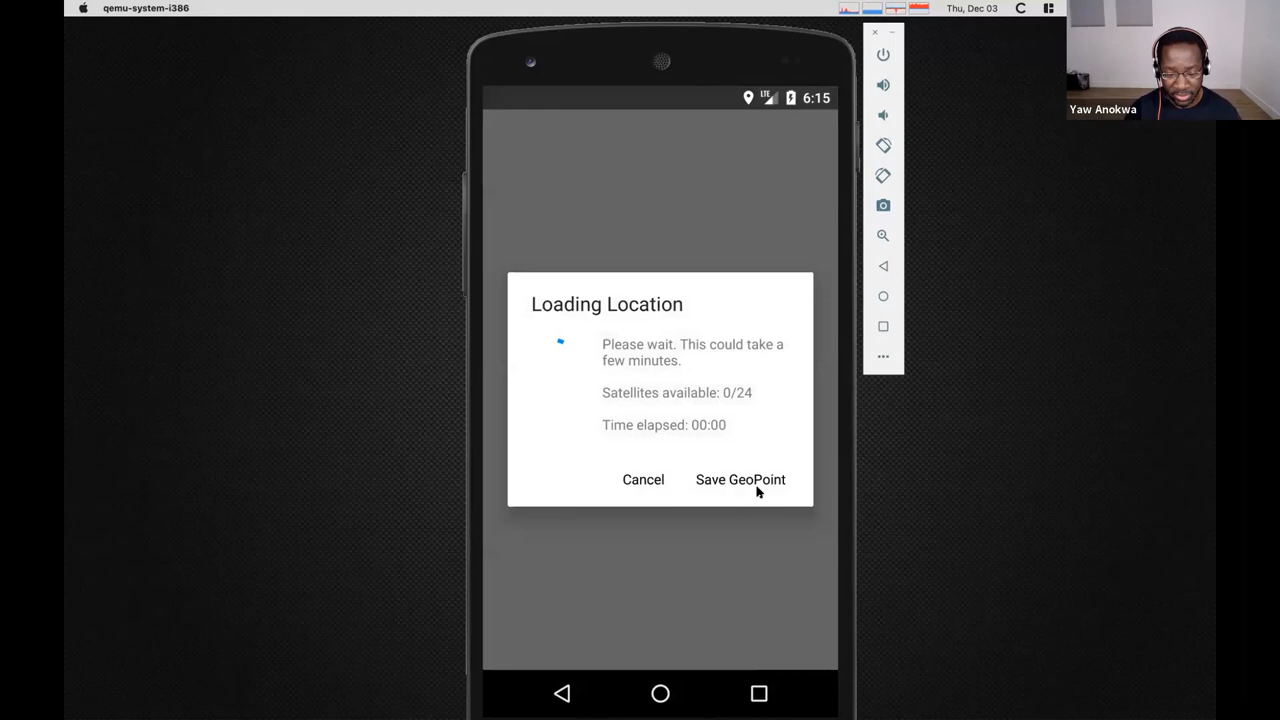 qemu-system-i386
Thu, Dec 03
Yaw Anokwa
LTE
6:15
Loading Location
Please wait. This could take a
few minutes.
Satellites available: 0/24
Time elapsed: 00:00
Cancel
Save GeoPoint